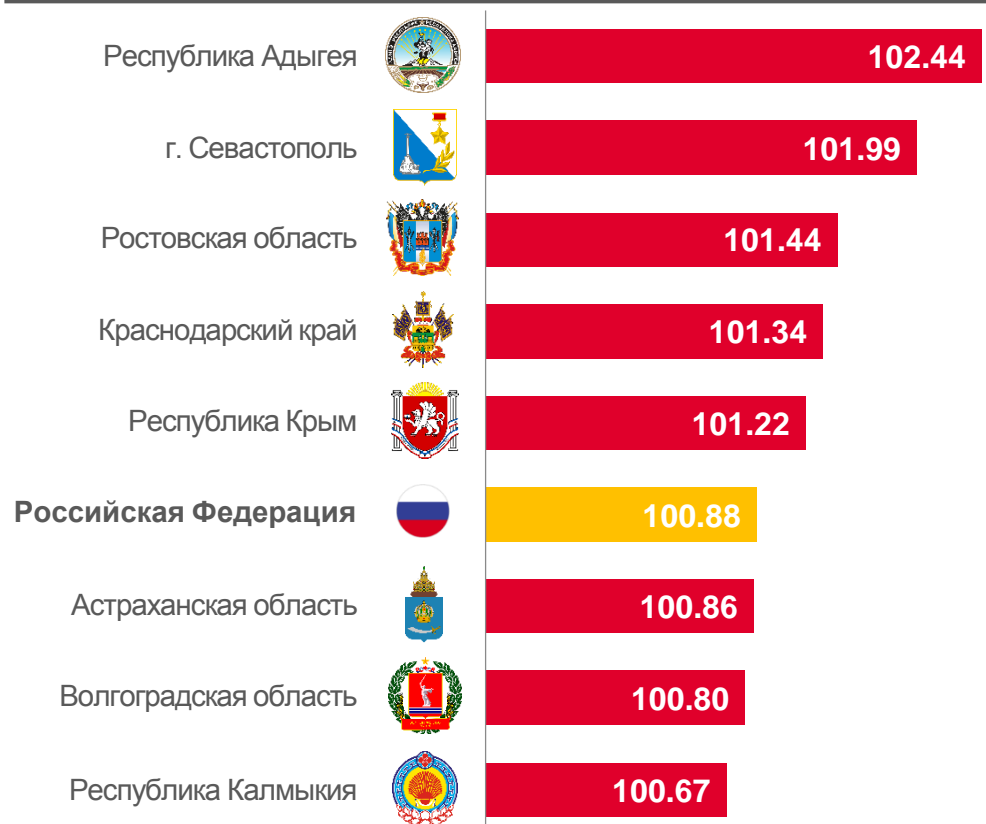 Республика Адыгея 102.44
г. Севастополь 101.99
Ростовская область 101.44
Краснодарский край 101.34
Республика Крым 101.22
Российская Федерация 100.88
Астраханская область 100.86
Волгоградская область 100.80
Республика Калмыкия 100.67